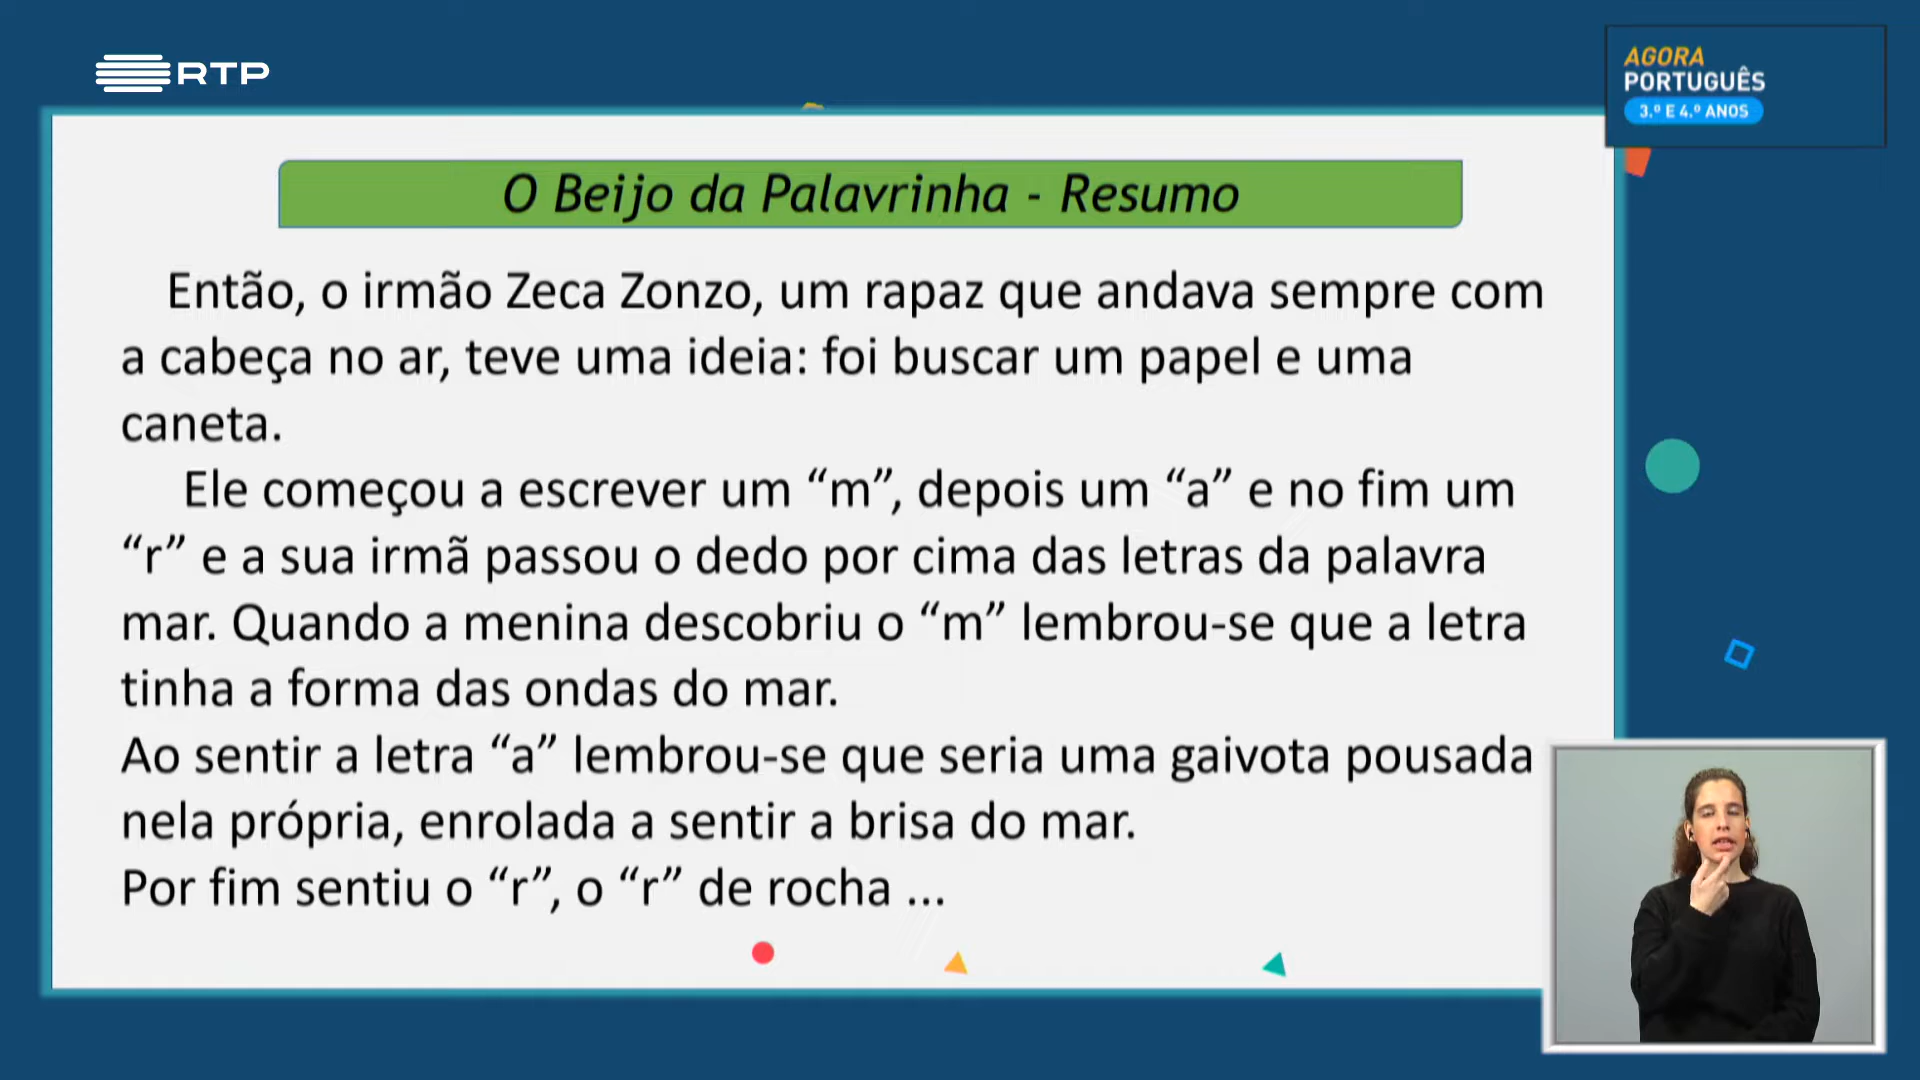 RTP
AGORA
PORTUGUÊS
3.º E 4.º ANOS
O Beijo da Palavrinha - Resumo
Então, o irmão Zeca Zonzo, um rapaz que andava sempre com
a cabeça no ar, teve uma ideia: foi buscar um papel e uma
caneta.
Ele começou a escrever um “m”, depois um “a” e no fim um
“r” e a sua irmã passou o dedo por cima das letras da palavra
mar. Quando a menina descobriu o “m” lembrou-se que a letra
tinha a forma das ondas do mar.
Ao sentir a letra “a” lembrou-se que seria uma gaivota pousada
nela própria, enrolada a sentir a brisa do mar.
Por fim sentiu o “r”, o “r” de rocha ...